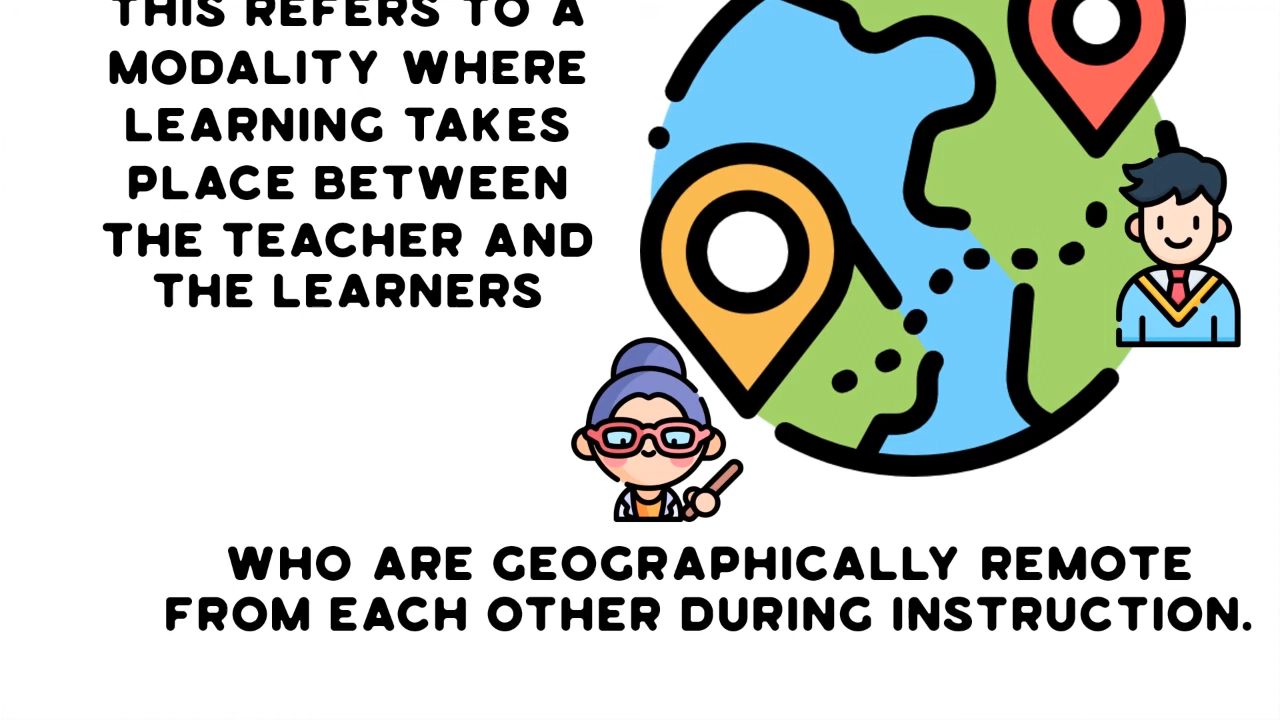 THIS REFERS TO A
MODALITY WHERE
LEARNING TAKES
PLACE BETWEEN
THE TEACHER AND
THE LEARNERS
WHO ARE GEOGRAPHICALLY REMOTE
FROM EACH OTHER DURING INSTRUCTION.